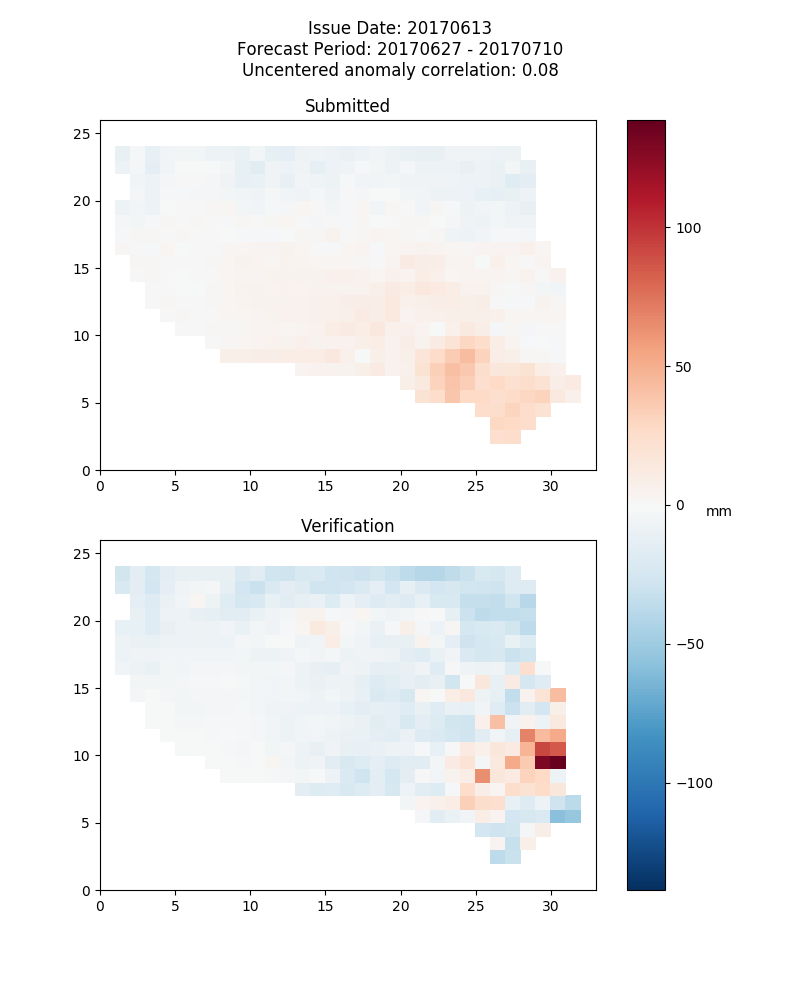 Issue Date: 20170613
Forecast Period: 20170627 - 20170710
Uncentered anomaly correlation: 0.08
Submitted
25
20
15
10
5
0
0 5 10 15 20 25 30
Verification
25
20
15
10
5
0
0 5 10 15 20 25 30
100
50
0
mm
−50
−100